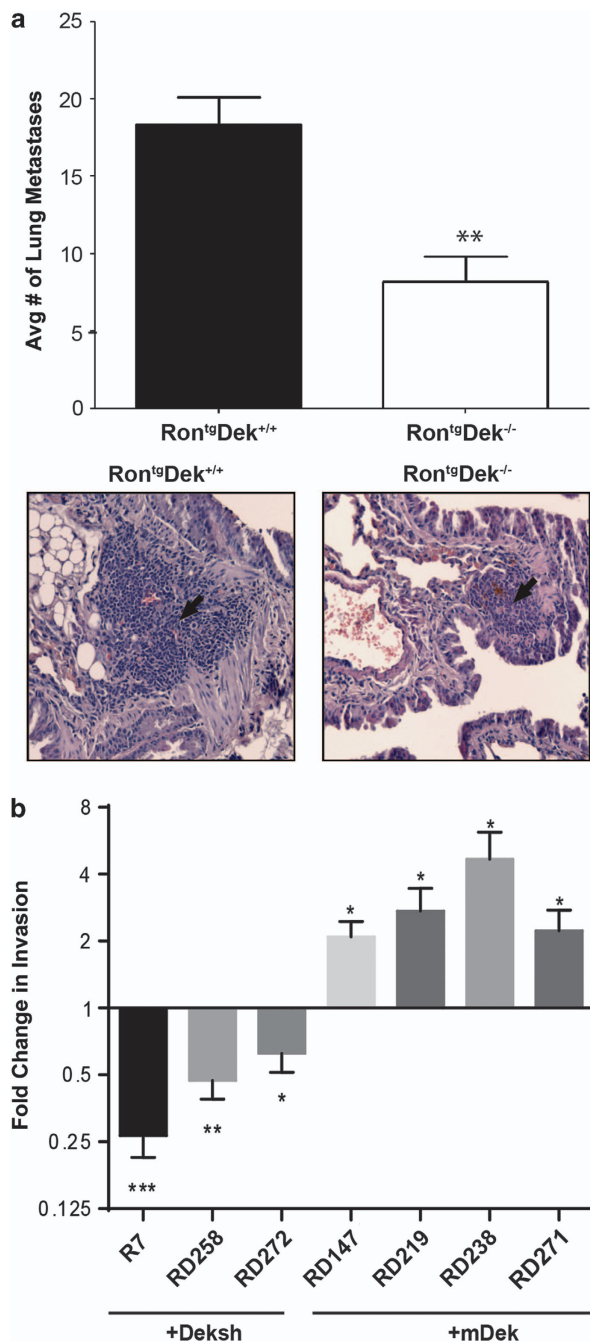 a
25
20
15
10
5
0
Avg # of Lung Metastases
**
Ron^tgDek^+/+
Ron^tgDek^-/-
Ron^tgDek^+/+
Ron^tgDek^-/-
b
8
4
2
1
0.5
0.25
0.125
Fold Change in Invasion
***
**
*
*
*
*
*
R7
RD258
RD272
RD147
RD219
RD238
RD271
+Deksh
+mDek